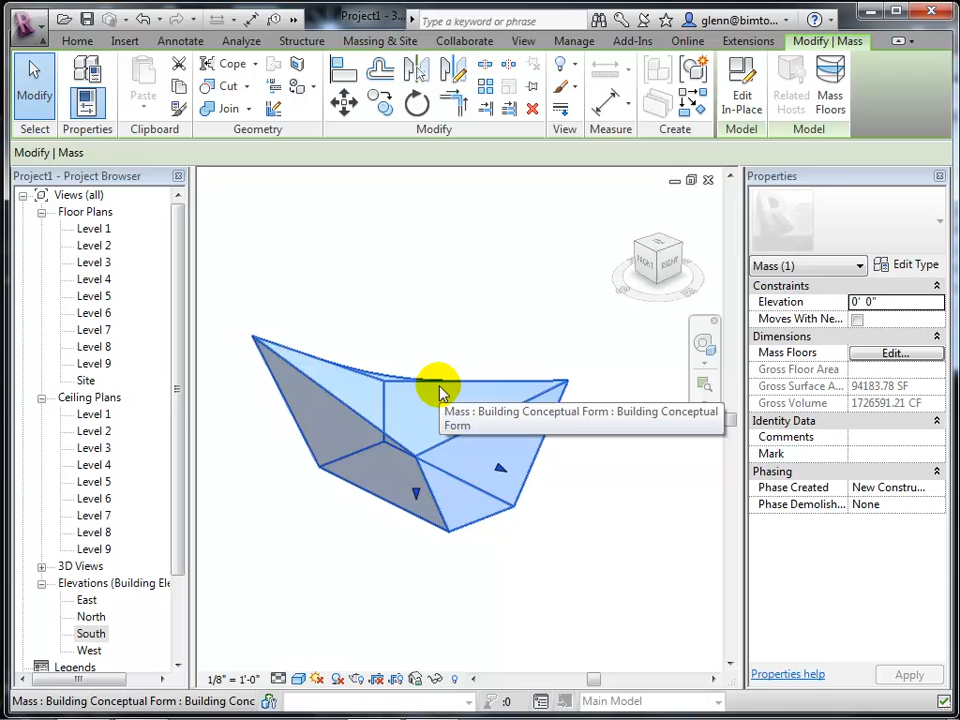 Project1 - 3...
Type a keyword or phrase
glenn@bimto...
Home
Insert
Annotate
Analyze
Structure
Massing & Site
Collaborate
View
Manage
Add-Ins
Online
Extensions
Modify | Mass
Modify
Paste
Cope
Cut
Join
Edit
In-Place
Related
Hosts
Mass
Floors
Select
Properties
Clipboard
Geometry
Modify
View
Measure
Create
Model
Model
Modify | Mass
Project1 - Project Browser
Views (all)
Floor Plans
Level 1
Level 2
Level 3
Level 4
Level 5
Level 6
Level 7
Level 8
Level 9
Site
Ceiling Plans
Level 1
Level 2
Level 3
Level 4
Level 5
Level 6
Level 7
Level 8
Level 9
3D Views
Elevations (Building Ele
East
North
South
West
Legends
FRONT
RIGHT
Mass : Building Conceptual Form : Building Conceptual
Form
Properties
Mass (1)
Edit Type
Constraints
Elevation
0' 0"
Moves With Ne...
Dimensions
Mass Floors
Edit...
Gross Floor Area
Gross Surface A...
94183.78 SF
Gross Volume
1726591.21 CF
Identity Data
Comments
Mark
Phasing
Phase Created
New Constru...
Phase Demolish...
None
Properties help
Apply
1/8" = 1'-0"
Mass : Building Conceptual Form : Building Conc
:0
Main Model